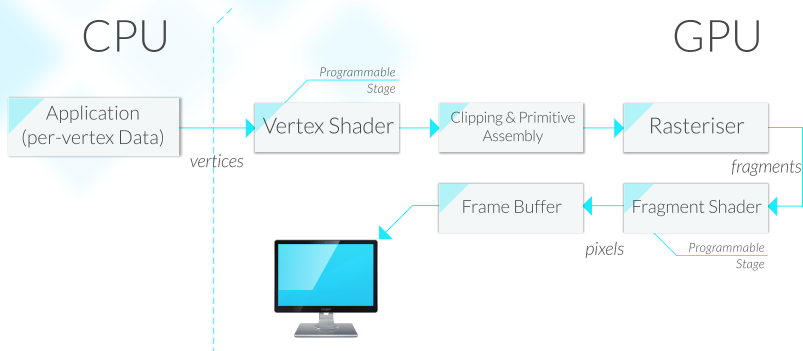 CPU
GPU
Programmable
Stage
Application
(per-vertex Data)
vertices
Vertex Shader
Clipping & Primitive
Assembly
Rasteriser
fragments
Frame Buffer
Fragment Shader
pixels
Programmable
Stage